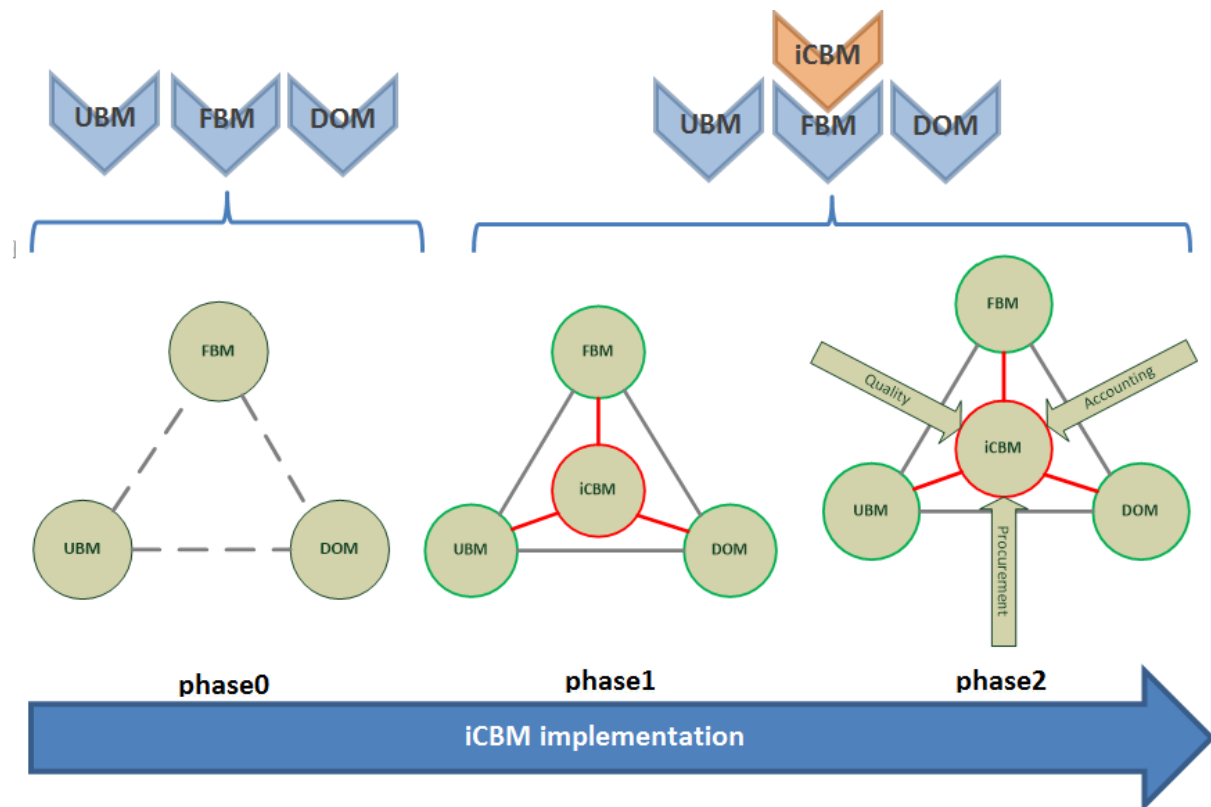 iCBM
UBM
FBM
DOM
UBM
FBM
DOM
]
FBM
UBM
DOM
FBM
iCBM
UBM
DOM
FBM
Quality
Accounting
iCBM
UBM
DOM
Procurement
phase0
phase1
phase2
iCBM implementation